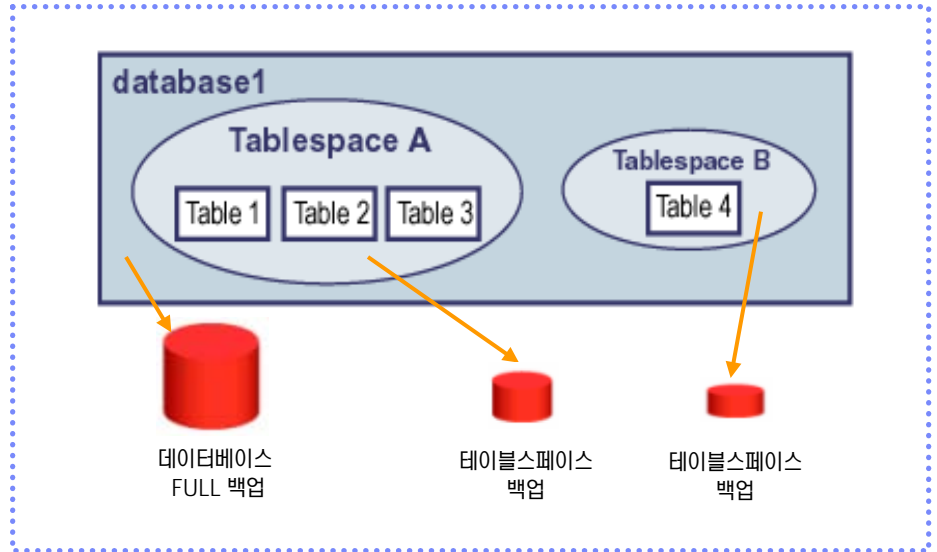 database1
Tablespace A
Table 1
Table 2
Table 3
Tablespace B
Table 4
데이터베이스
FULL 백업
테이블스페이스
백업
테이블스페이스
백업